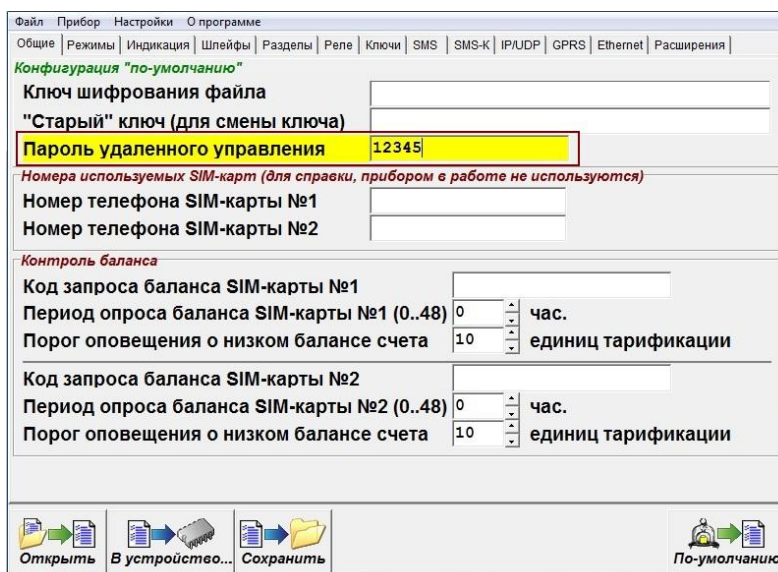 Файл Прибор Настройки О программе
Общие Режимы Индикация Шлейфы Разделы Реле Ключи SMS SMS-K IP/UDP GPRS Ethernet Расширения
Конфигурация "по-умолчанию"
Ключ шифрования файла
"Старый" ключ (для смены ключа)
Пароль удаленного управления 12345
Номера используемых SIM-карт (для справки, прибором в работе не используются)
Номер телефона SIM-карты №1
Номер телефона SIM-карты №2
Контроль баланса
Код запроса баланса SIM-карты №1
Период опроса баланса SIM-карты №1 (0..48) 0 час.
Порог оповещения о низком балансе счета 10 единиц тарификации
Код запроса баланса SIM-карты №2
Период опроса баланса SIM-карты №2 (0..48) 0 час.
Порог оповещения о низком балансе счета 10 единиц тарификации
Открыть В устройство... Сохранить По-умолчанию